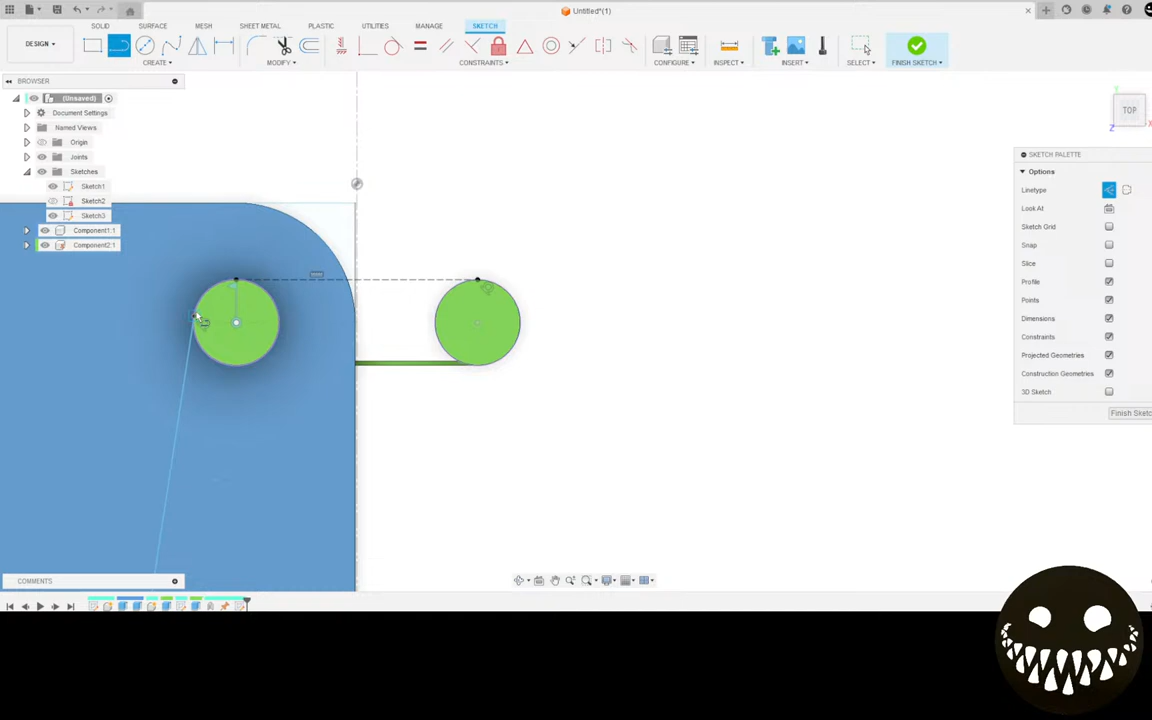 Untitled*(1)
SOLID SURFACE MESH SHEET METAL PLASTIC UTILITIES MANAGE SKETCH
DESIGN
CREATE MODIFY CONSTRAINTS CONFIGURE INSPECT INSERT SELECT FINISH SKETCH
BROWSER
(Unsaved)
Document Settings
Named Views
Origin
Joints
Sketches
Sketch1
Sketch2
Sketch3
Component1:1
Component2:1
TOP
Y
X
Z
SKETCH PALETTE
Options
Linetype
Look At
Sketch Grid
Snap
Slice
Profile
Points
Dimensions
Constraints
Projected Geometries
Construction Geometries
3D Sketch
Finish Sketc
COMMENTS